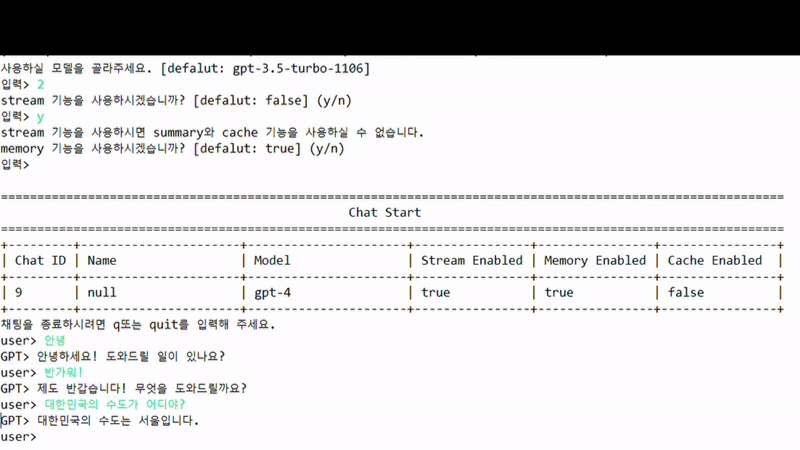 사용하실 모델을 골라주세요. [defalut: gpt-3.5-turbo-1106]
입력> 2
stream 기능을 사용하시겠습니까? [defalut: false] (y/n)
입력> y
stream 기능을 사용하시면 summary와 cache 기능을 사용하실 수 없습니다.
memory 기능을 사용하시겠습니까? [defalut: true] (y/n)
입력>
Chat Start
| Chat ID | Name | Model | Stream Enabled | Memory Enabled | Cache Enabled |
| 9 | null | gpt-4 | true | true | false |
채팅을 종료하시려면 q또는 quit를 입력해 주세요.
user> 안녕
GPT> 안녕하세요! 도와드릴 일이 있나요?
user> 반가워!
GPT> 제도 반갑습니다! 무엇을 도와드릴까요?
user> 대한민국의 수도가 어디야?
GPT> 대한민국의 수도는 서울입니다.
user>